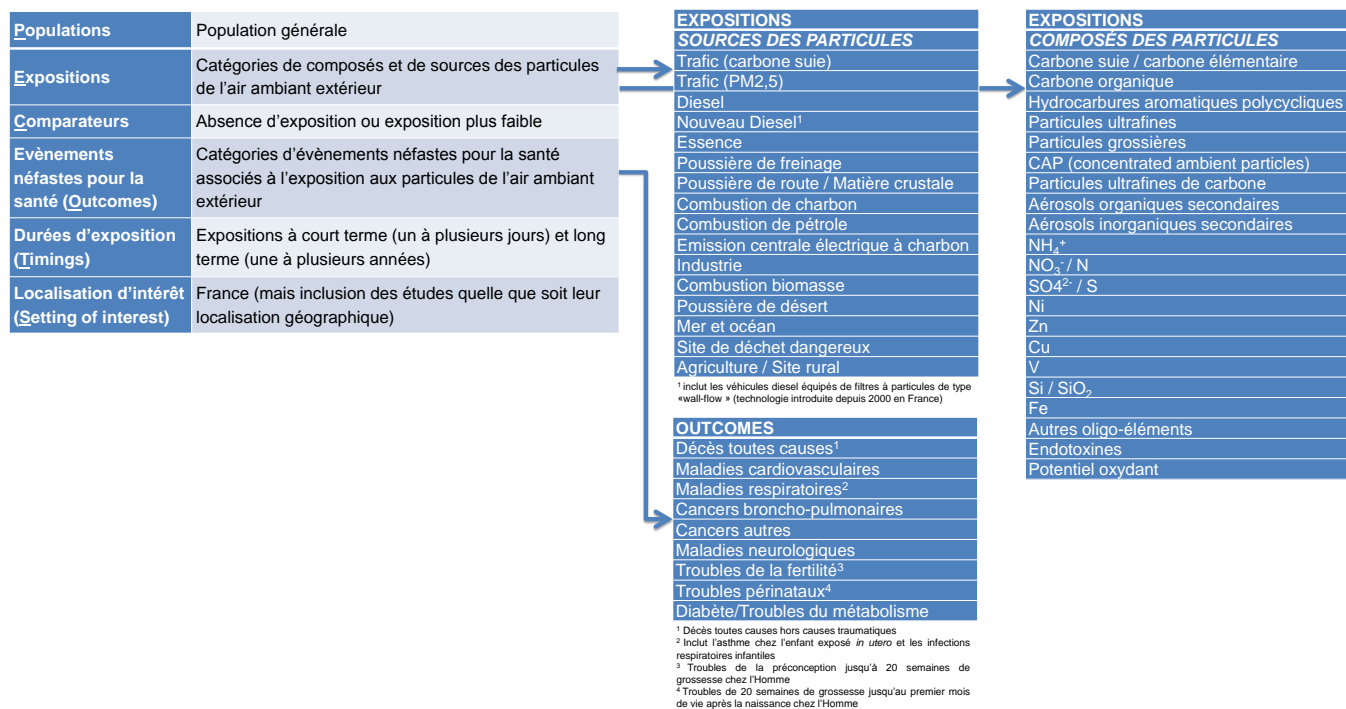 Populations
Population générale
Expositions
Catégories de composés et de sources des particules
de l'air ambiant extérieur
Comparateurs
Absence d'exposition ou exposition plus faible
Evènements
néfastes pour la
santé (Outcomes)
Catégories d'évènements néfastes pour la santé
associés à l'exposition aux particules de l'air ambiant
extérieur
Durées d'exposition
(Timings)
Expositions à court terme (un à plusieurs jours) et long
terme (une à plusieurs années)
Localisation d'intérêt
(Setting of interest)
France (mais inclusion des études quelle que soit leur
localisation géographique)
EXPOSITIONS
SOURCES DES PARTICULES
Trafic (carbone suie)
Trafic (PM2,5)
Diesel
Nouveau Diesel¹
Essence
Poussière de freinage
Poussière de route / Matière crustale
Combustion de charbon
Combustion de pétrole
Emission centrale électrique à charbon
Industrie
Combustion biomasse
Poussière de désert
Mer et océan
Site de déchet dangereux
Agriculture / Site rural
¹ inclut les véhicules diesel équipés de filtres à particules de type
«wall-flow » (technologie introduite depuis 2000 en France)
OUTCOMES
Décès toutes causes¹
Maladies cardiovasculaires
Maladies respiratoires²
Cancers broncho-pulmonaires
Cancers autres
Maladies neurologiques
Troubles de la fertilité³
Troubles périnataux⁴
Diabète/Troubles du métabolisme
¹ Décès toutes causes hors causes traumatiques
² Inclut l'asthme chez l'enfant exposé in utero et les infections
respiratoires infantiles
³ Troubles de la préconception jusqu'à 20 semaines de
grossesse chez l'Homme
⁴ Troubles de 20 semaines de grossesse jusqu'au premier mois
de vie après la naissance chez l'Homme
EXPOSITIONS
COMPOSÉS DES PARTICULES
Carbone suie / carbone élémentaire
Carbone organique
Hydrocarbures aromatiques polycycliques
Particules ultrafines
Particules grossières
CAP (concentrated ambient particles)
Particules ultrafines de carbone
Aérosols organiques secondaires
Aérosols inorganiques secondaires
NH₄⁺
NO₃⁻ / N
SO4²⁻ / S
Ni
Zn
Cu
V
Si / SiO₂
Fe
Autres oligo-éléments
Endotoxines
Potentiel oxydant